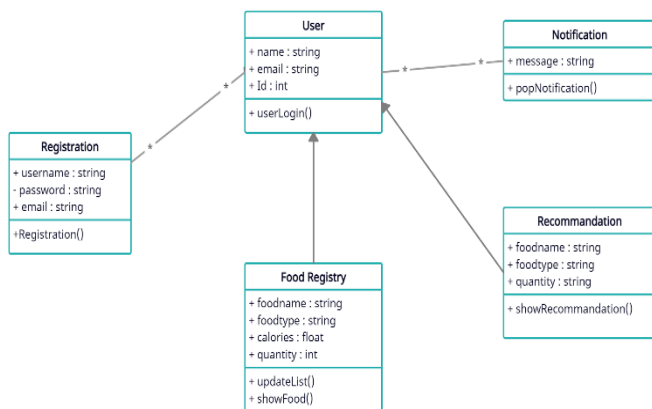 User
+ name : string
+ email : string
+ Id : int
+ userLogin()
Notification
+ message : string
+ popNotification()
*
*
*
*
Registration
+ username : string
- password : string
+ email : string
+Registration()
Recommandation
+ foodname : string
+ foodtype : string
+ quantity : string
+ showRecommandation()
Food Registry
+ foodname : string
+ foodtype : string
+ calories : float
+ quantity : int
+ updateList()
+ showFood()